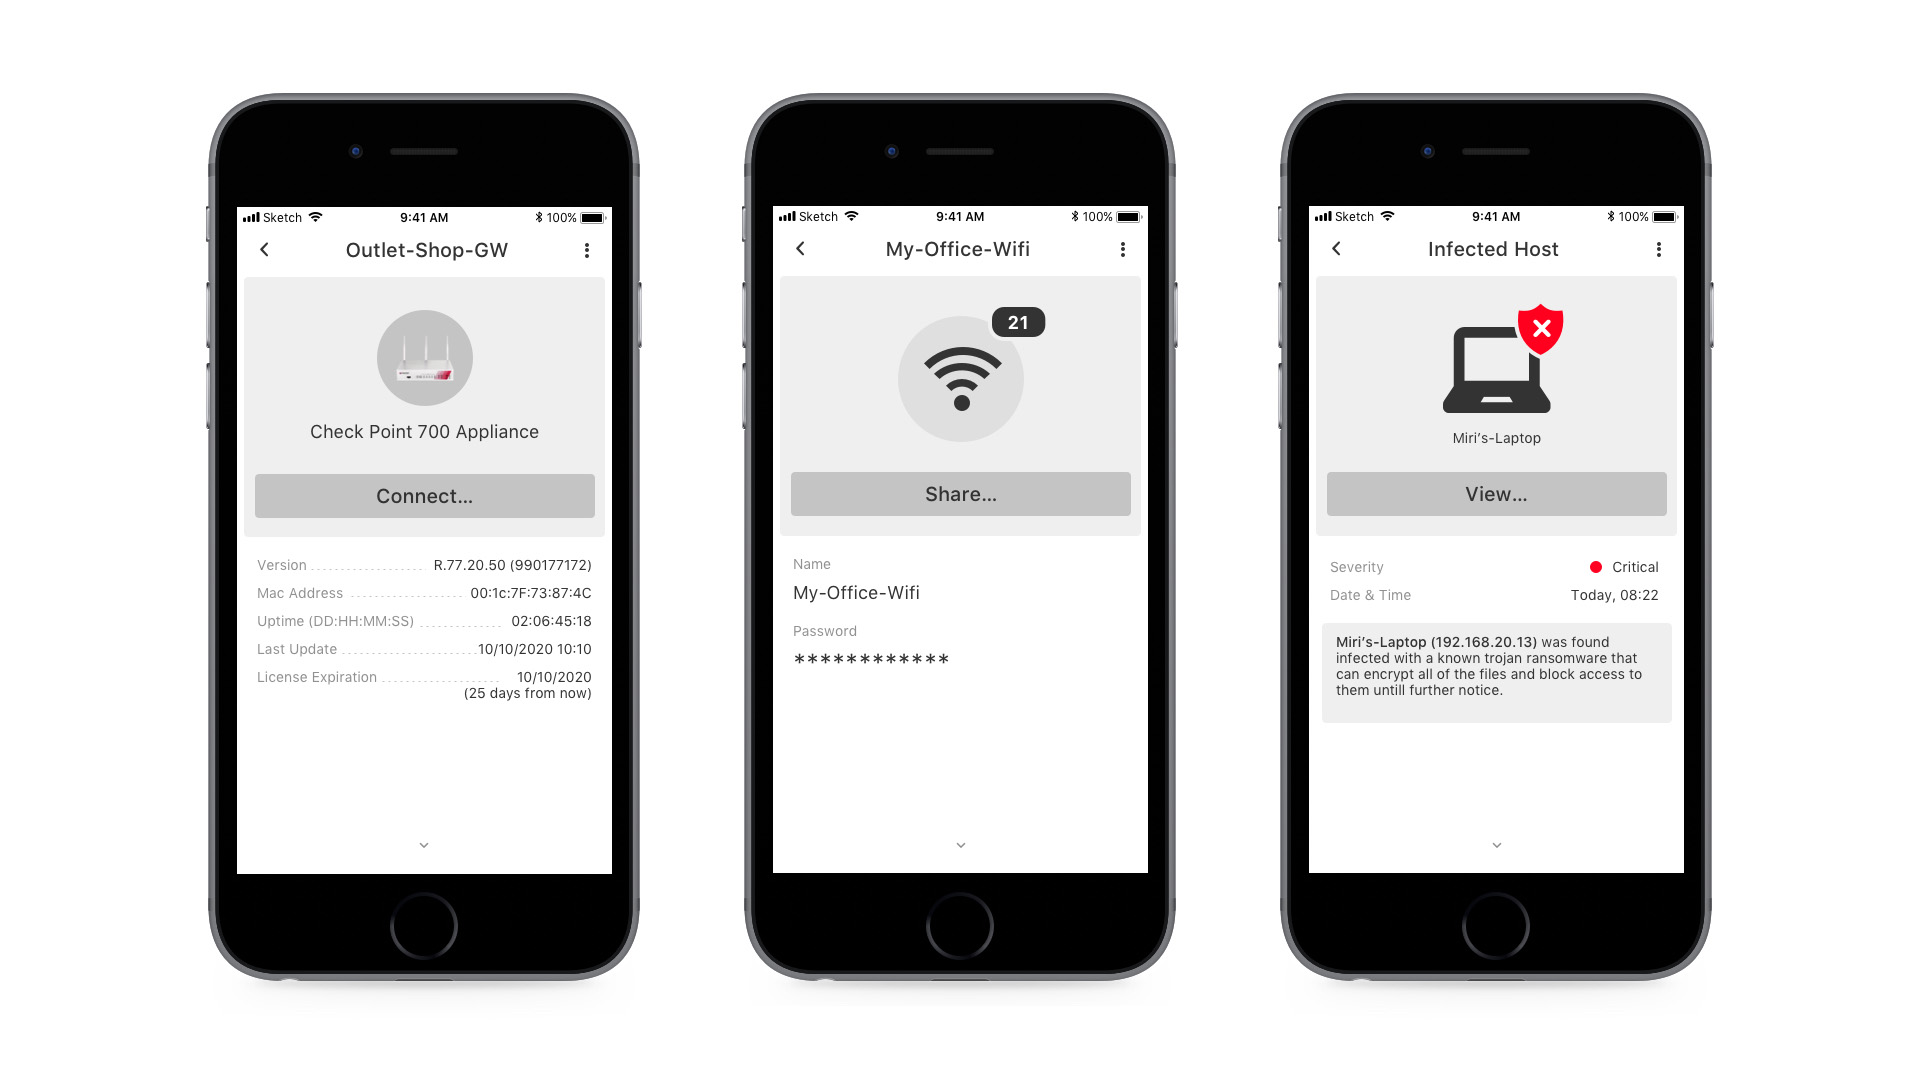 Sketch 9:41 AM 100%
Outlet-Shop-GW
Check Point 700 Appliance
Connect...
Version R.77.20.50 (990177172)
Mac Address 00:1c:7F:73:87:4C
Uptime (DD:HH:MM:SS) 02:06:45:18
Last Update 10/10/2020 10:10
License Expiration 10/10/2020
(25 days from now)
Sketch 9:41 AM 100%
My-Office-Wifi
21
Share...
Name
My-Office-Wifi
Password
************
Sketch 9:41 AM 100%
Infected Host
Miri's-Laptop
View...
Severity Critical
Date & Time Today, 08:22
Miri's-Laptop (192.168.20.13) was found
infected with a known trojan ransomware that
can encrypt all of the files and block access to
them untill further notice.